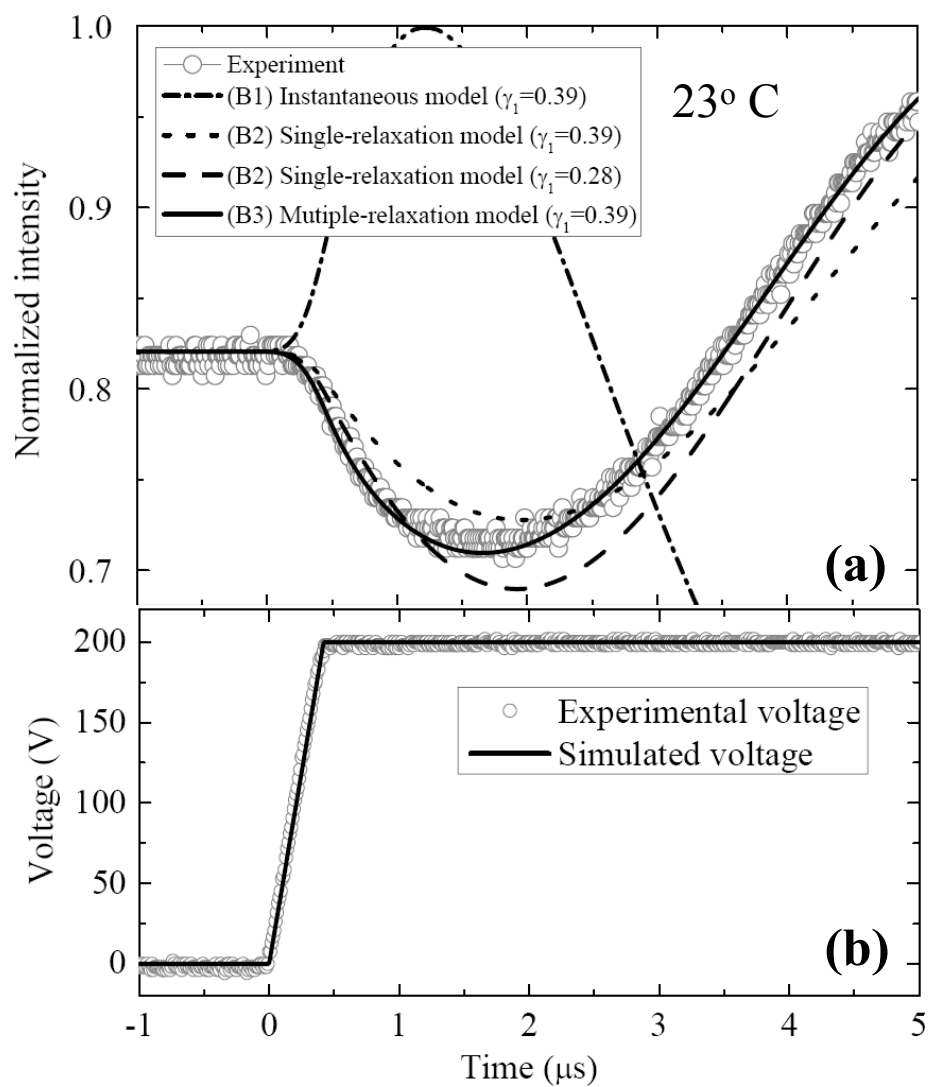 1.0
Experiment
(B1) Instantaneous model (γ1=0.39)
(B2) Single-relaxation model (γ1=0.39)
(B2) Single-relaxation model (γ1=0.28)
(B3) Mutiple-relaxation model (γ1=0.39)
23o C
0.9
0.8
0.7
Normalized intensity
(a)
200
150
100
50
0
Voltage (V)
Experimental voltage
Simulated voltage
(b)
-1 0 1 2 3 4 5
Time (μs)